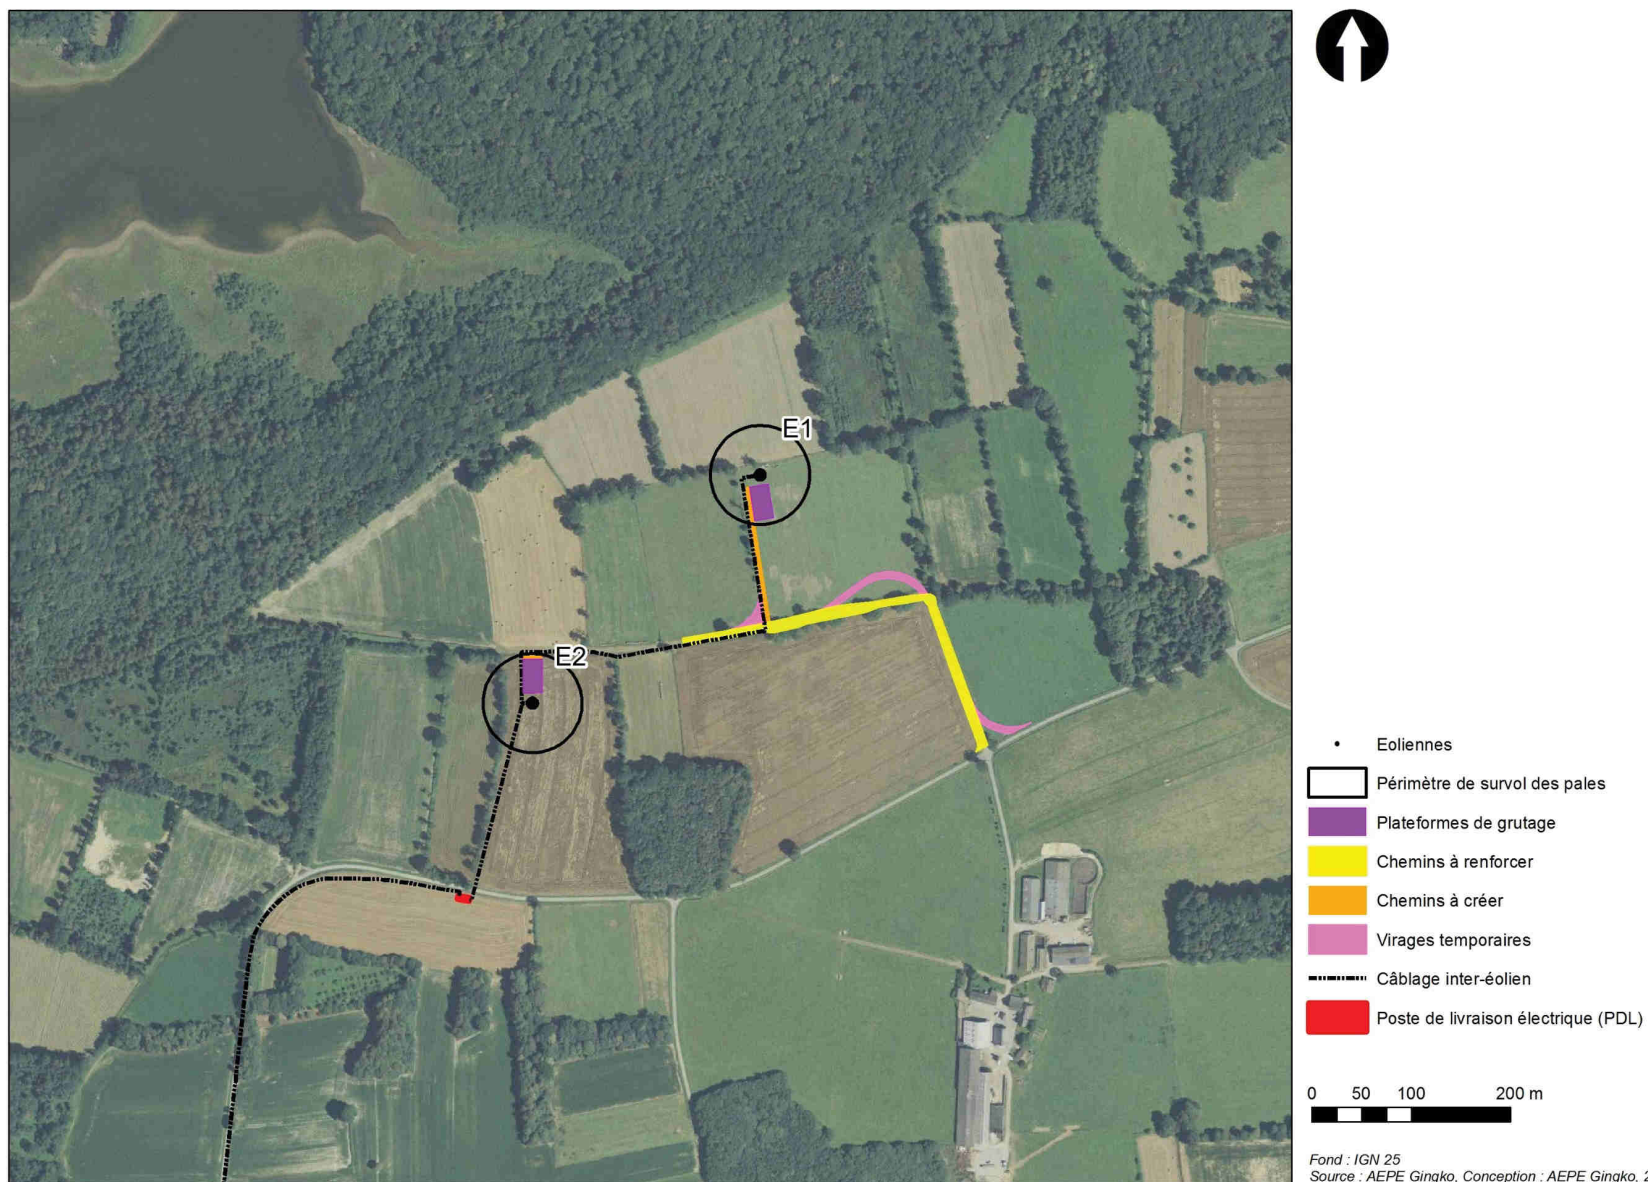 E1
E2
Eoliennes
Périmètre de survol des pales
Plateformes de grutage
Chemins à renforcer
Chemins à créer
Virages temporaires
Câblage inter-éolien
Poste de livraison électrique (PDL)
0 50 100 200 m
Fond : IGN 25
Source : AEPE Gingko, Conception : AEPE Gingko,